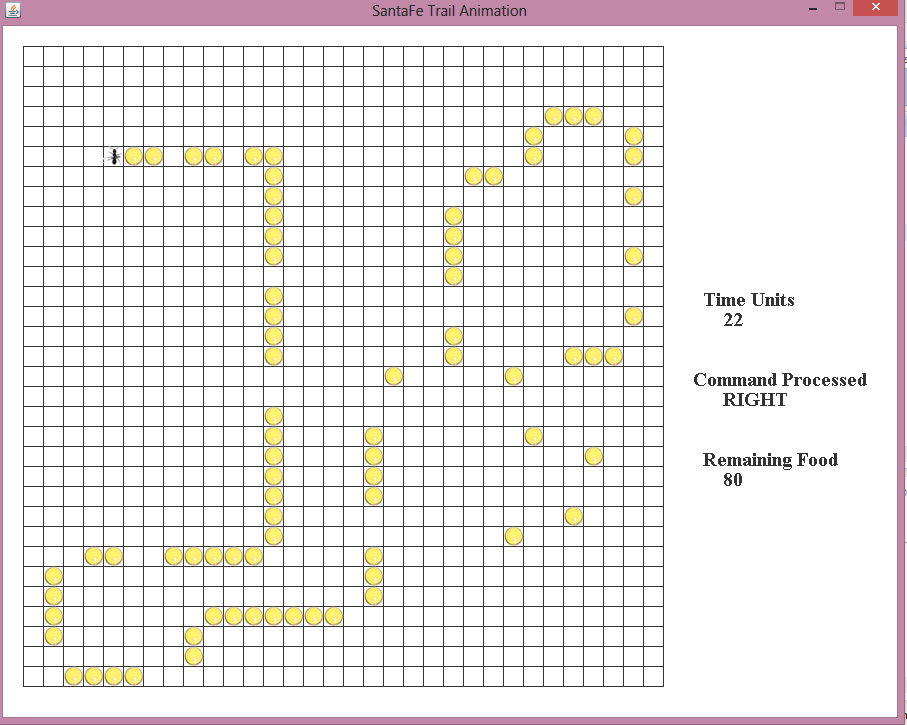 SantaFe Trail Animation
Time Units
22
Command Processed
RIGHT
Remaining Food
80